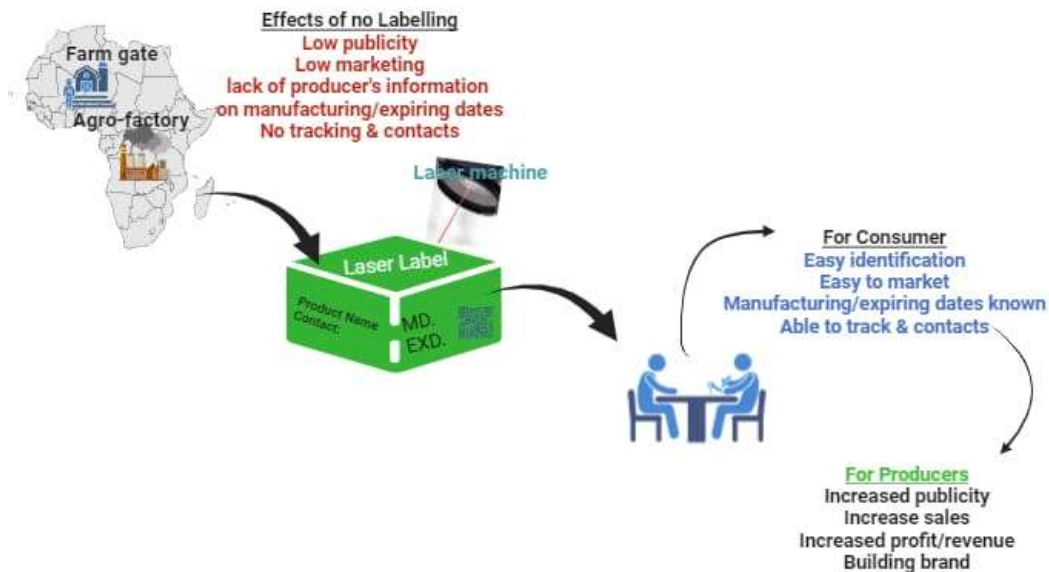 Effects of no Labelling
Low publicity
Low marketing
lack of producer's information
on manufacturing/expiring dates
No tracking & contacts
Farm gate
Agro-factory
Laser machine
Laser Label
Product Name
Contact:
MD.
EXD.
For Consumer
Easy identification
Easy to market
Manufacturing/expiring dates known
Able to track & contacts
For Producers
Increased publicity
Increase sales
Increased profit/revenue
Building brand